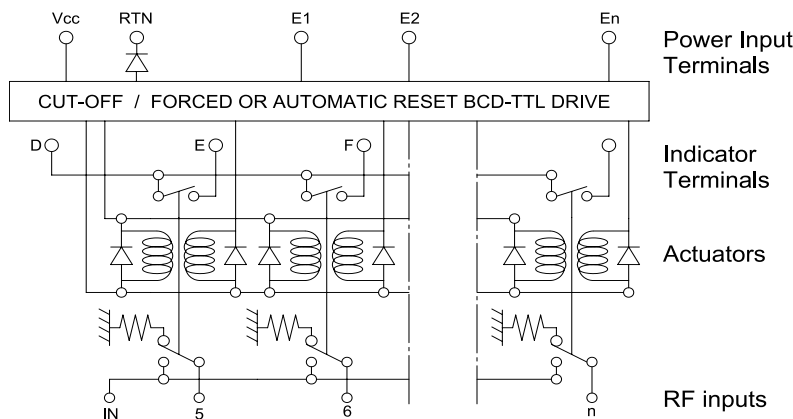 Vcc RTN E1 E2 En
Power Input
Terminals
CUT-OFF / FORCED OR AUTOMATIC RESET BCD-TTL DRIVE
D E F
Indicator
Terminals
Actuators
IN 5 6 n
RF inputs